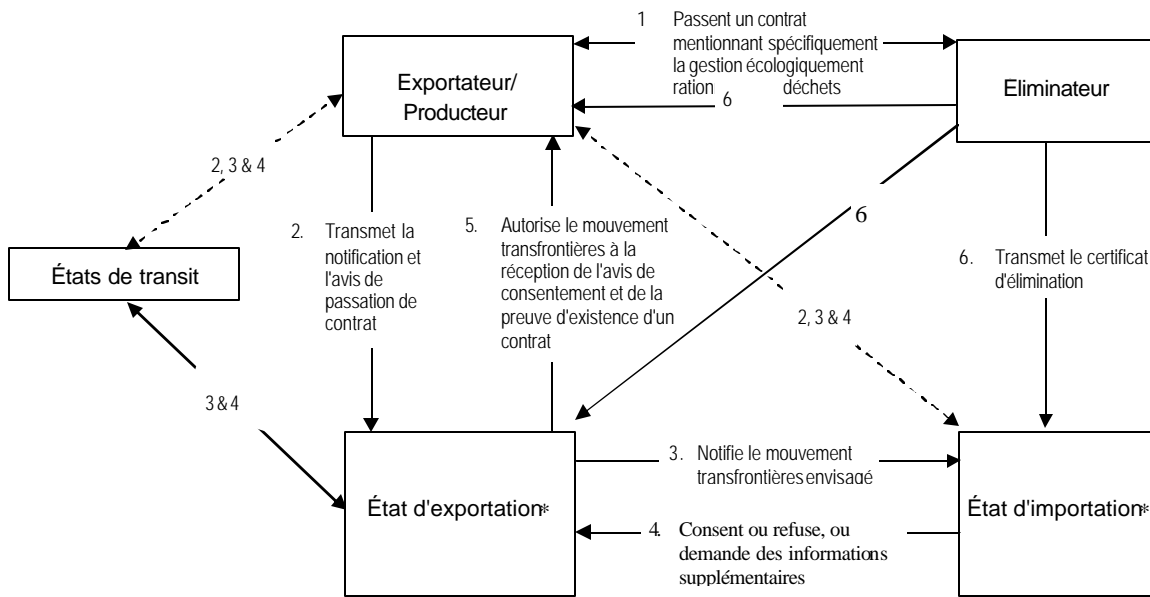 1 Passent un contrat
mentionnant spécifiquement
la gestion écologiquement
ration déchets
6
Exportateur/
Producteur
Eliminateur
2, 3 & 4
États de transit
2. Transmet la
notification et
l'avis de
passation de
contrat
5. Autorise le mouvement
transfrontières à la
réception de l'avis de
consentement et de la
preuve d'existence d'un
contrat
6
6. Transmet le certificat
d'élimination
2, 3 & 4
3 & 4
État d'exportation*
3. Notifie le mouvement
transfrontières envisagé
État d'importation*
4. Consent ou refuse, ou
demande des informations
supplémentaires